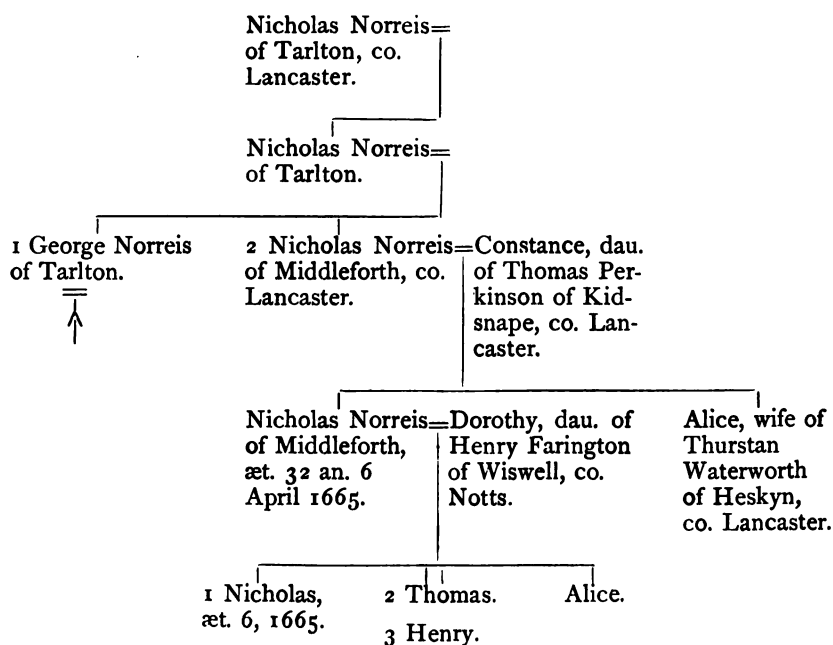 Nicholas Norreis=
of Tarlton, co.
Lancaster.
Nicholas Norreis=
of Tarlton.
1 George Norreis
of Tarlton.
=
2 Nicholas Norreis=
of Middleforth, co.
Lancaster.
Constance, dau.
of Thomas Per-
kinson of Kid-
snape, co. Lan-
caster.
Nicholas Norreis=
of Middleforth,
æt. 32 an. 6
April 1665.
Dorothy, dau. of
Henry Farington
of Wiswell, co.
Notts.
Alice, wife of
Thurstan
Waterworth
of Heskyn,
co. Lancaster.
1 Nicholas,
æt. 6, 1665.
2 Thomas.
3 Henry.
Alice.